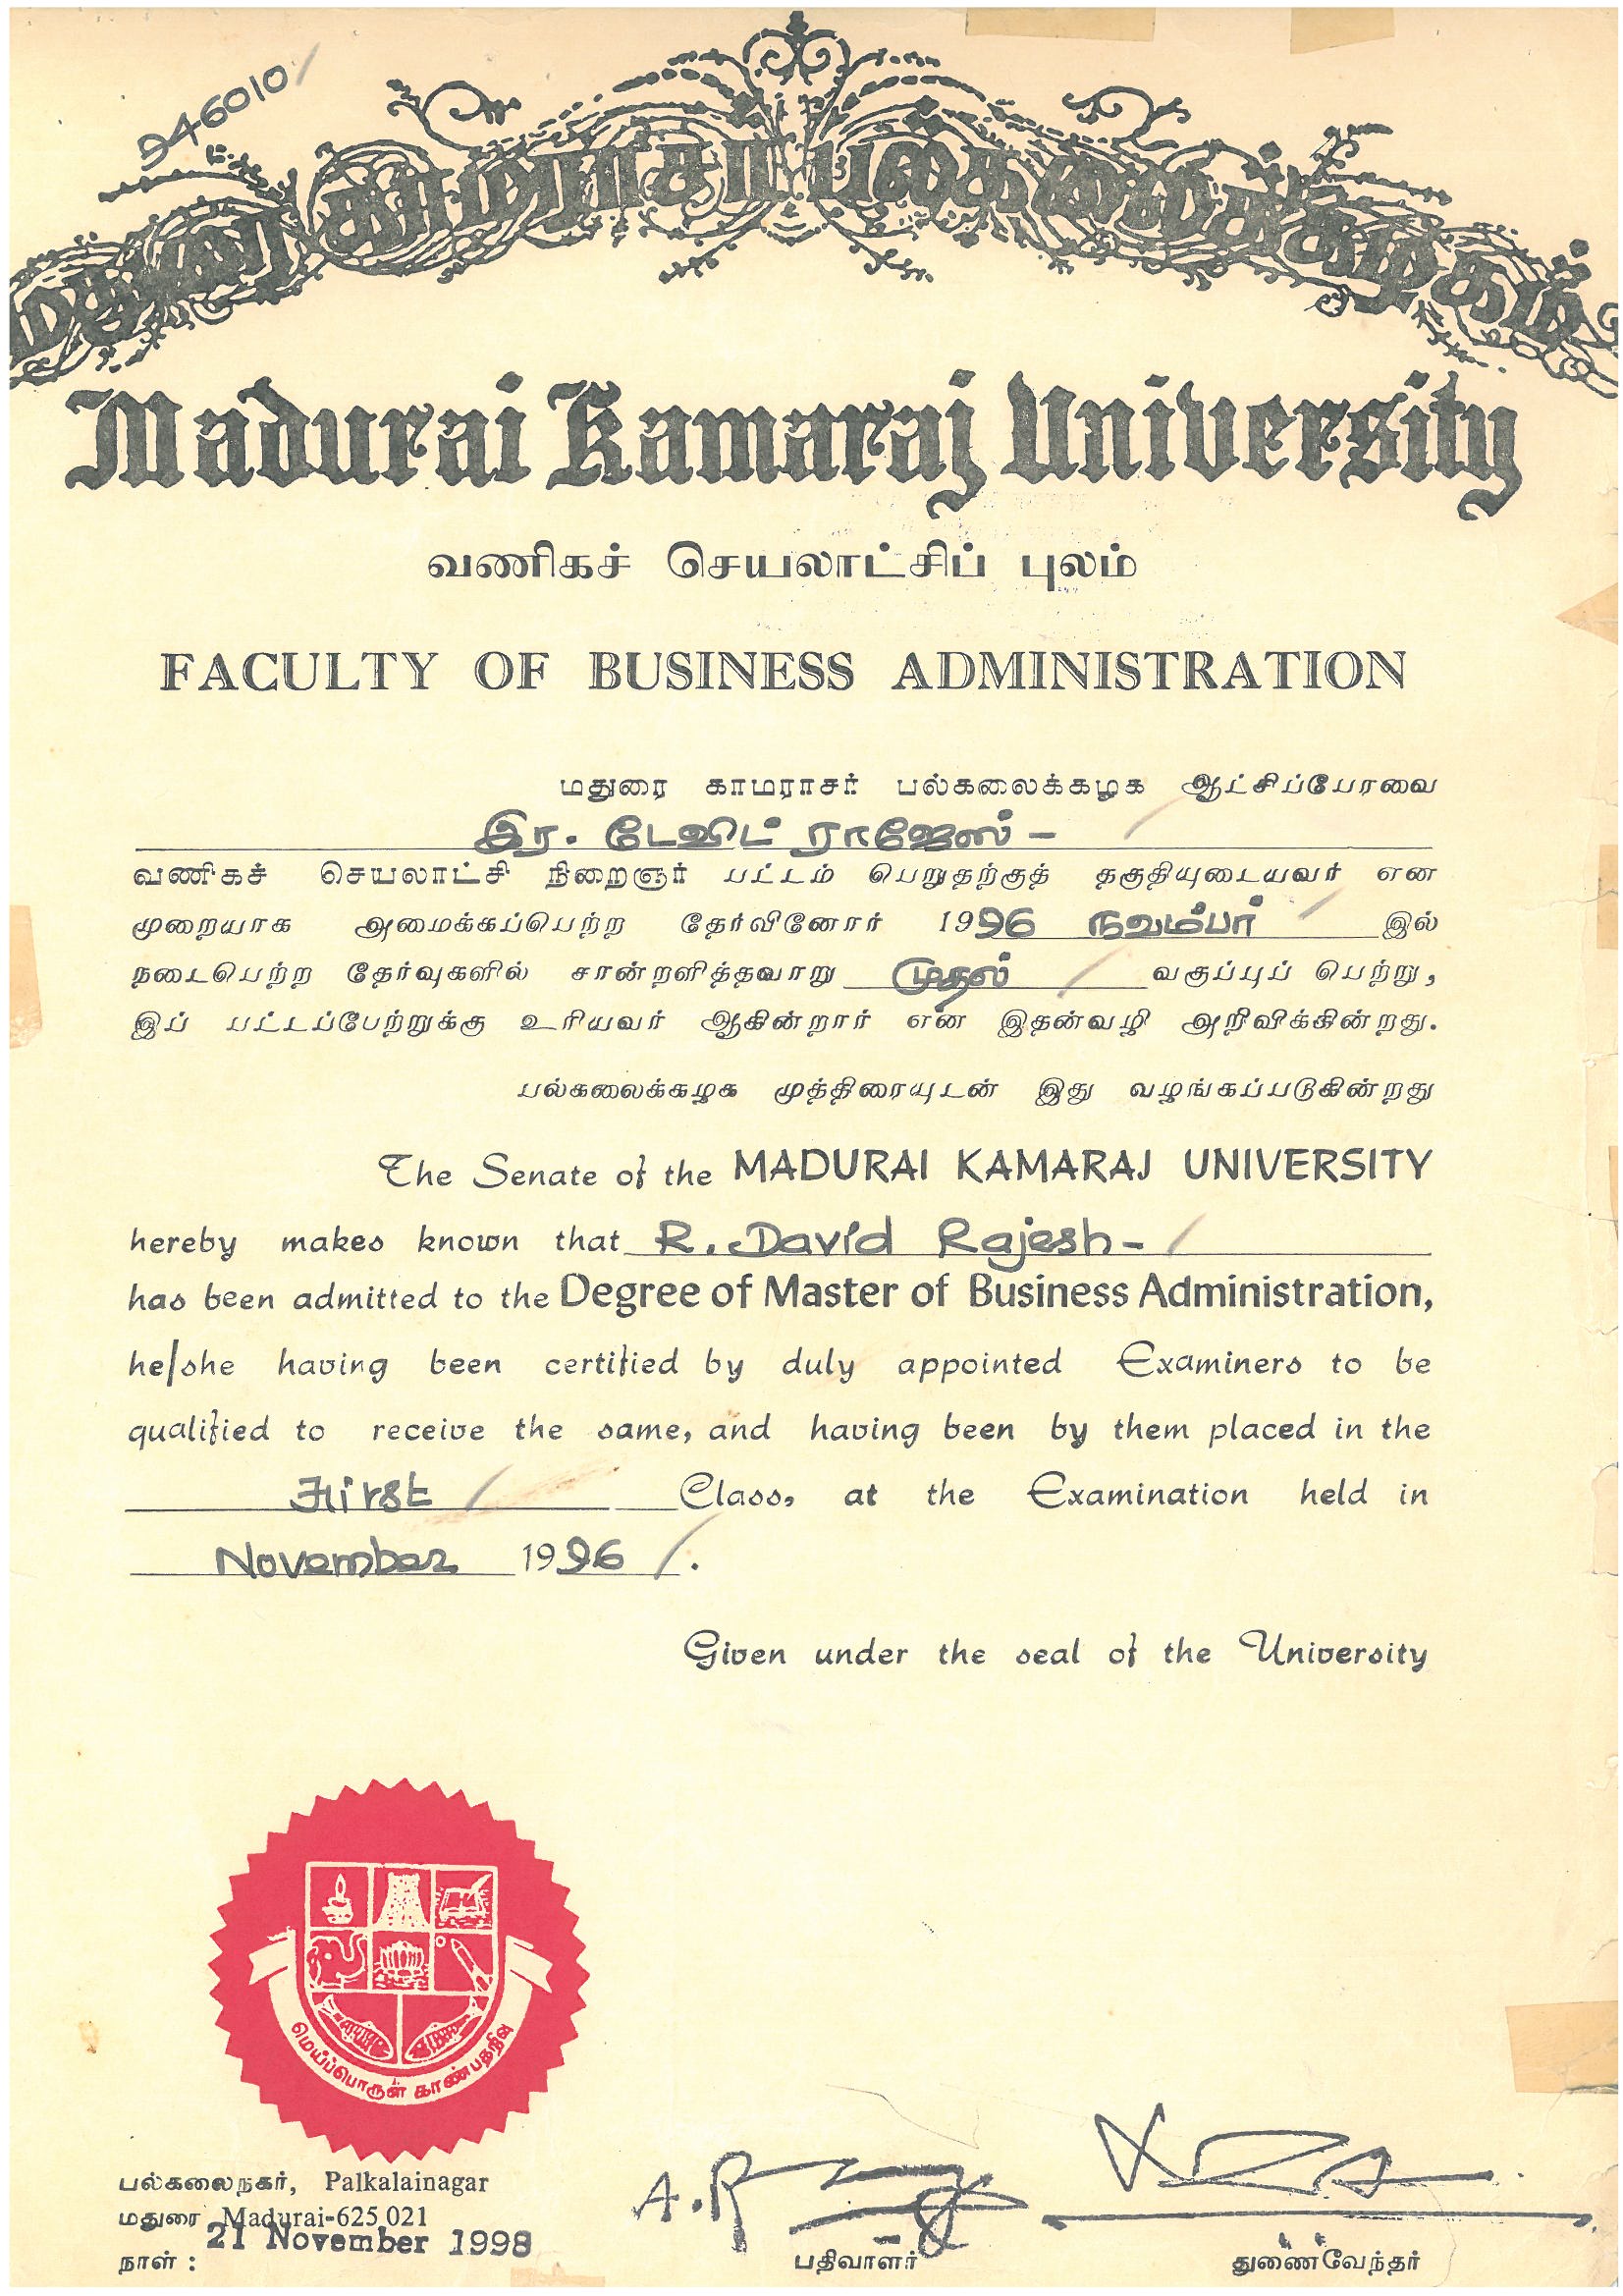 946010
மதுரை காமராசர் பல்கலைக்கழகம்
Madurai Kamaraj University
வணிகச் செயலாட்சிப் புலம்
FACULTY OF BUSINESS ADMINISTRATION
மதுரை காமராசர் பல்கலைக்கழக ஆட்சிப்பேரவை
இர. டேவிட் ராஜேஸ் -
வணிகச் செயலாட்சி நிறைஞர் பட்டம் பெறுதற்குத் தகுதியுடையவர் என
முறையாக அமைக்கப்பெற்ற தேர்வினோர் 1996 நவம்பர் இல்
நடைபெற்ற தேர்வுகளில் சான்றளித்தவாறு முதல் வகுப்புப் பெற்று,
இப் பட்டப்பேற்றுக்கு உரியவர் ஆகின்றார் என இதன்வழி அறிவிக்கின்றது.
பல்கலைக்கழக முத்திரையுடன் இது வழங்கப்படுகின்றது
The Senate of the MADURAI KAMARAJ UNIVERSITY
hereby makes known that R. David Rajesh -
has been admitted to the Degree of Master of Business Administration,
he/she having been certified by duly appointed Examiners to be
qualified to receive the same, and having been by them placed in the
First Class, at the Examination held in
November 1996.
Given under the seal of the University
மெய்ப்பொருள் காண்பதறிவு
பல்கலைநகர், Palkalainagar
மதுரை Madurai-625 021
நாள் : 21 November 1998
A.R
பதிவாளர் துணைவேந்தர்